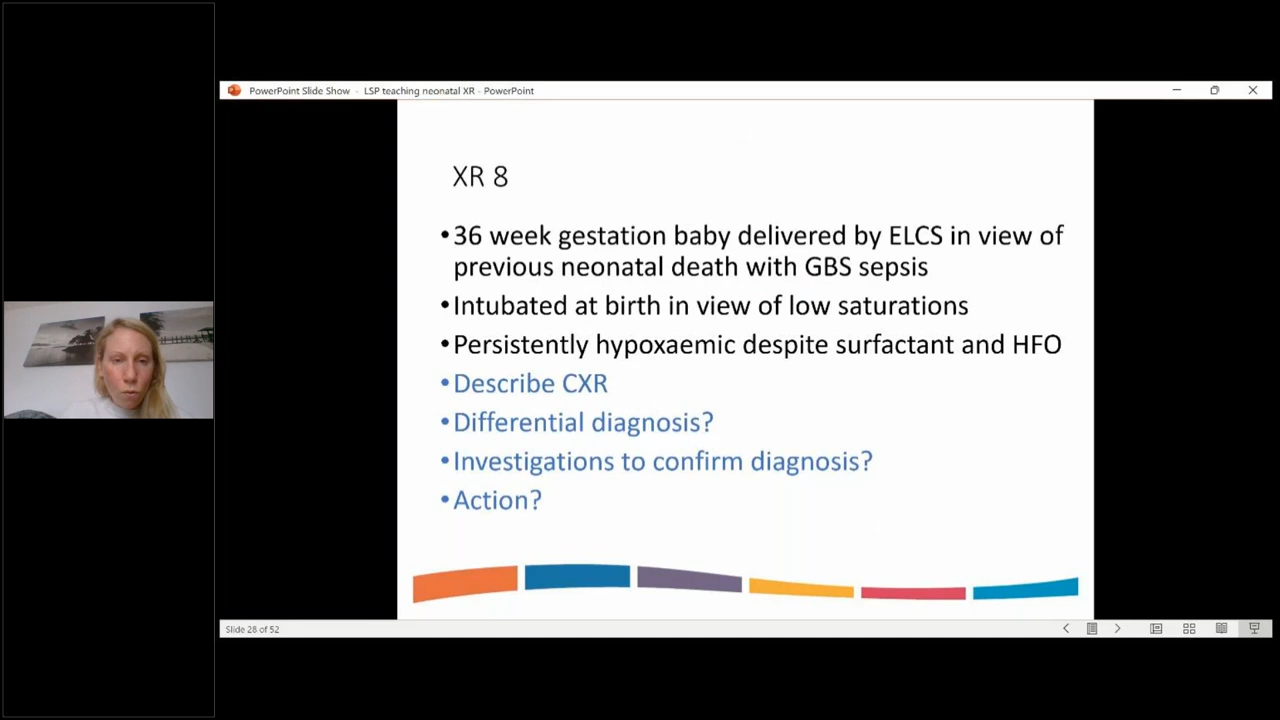 PowerPoint Slide Show - LSP teaching neonatal XR - PowerPoint
XR 8
•36 week gestation baby delivered by ELCS in view of
previous neonatal death with GBS sepsis
•Intubated at birth in view of low saturations
•Persistently hypoxaemic despite surfactant and HFO
•Describe CXR
•Differential diagnosis?
•Investigations to confirm diagnosis?
•Action?
Slide 28 of 52